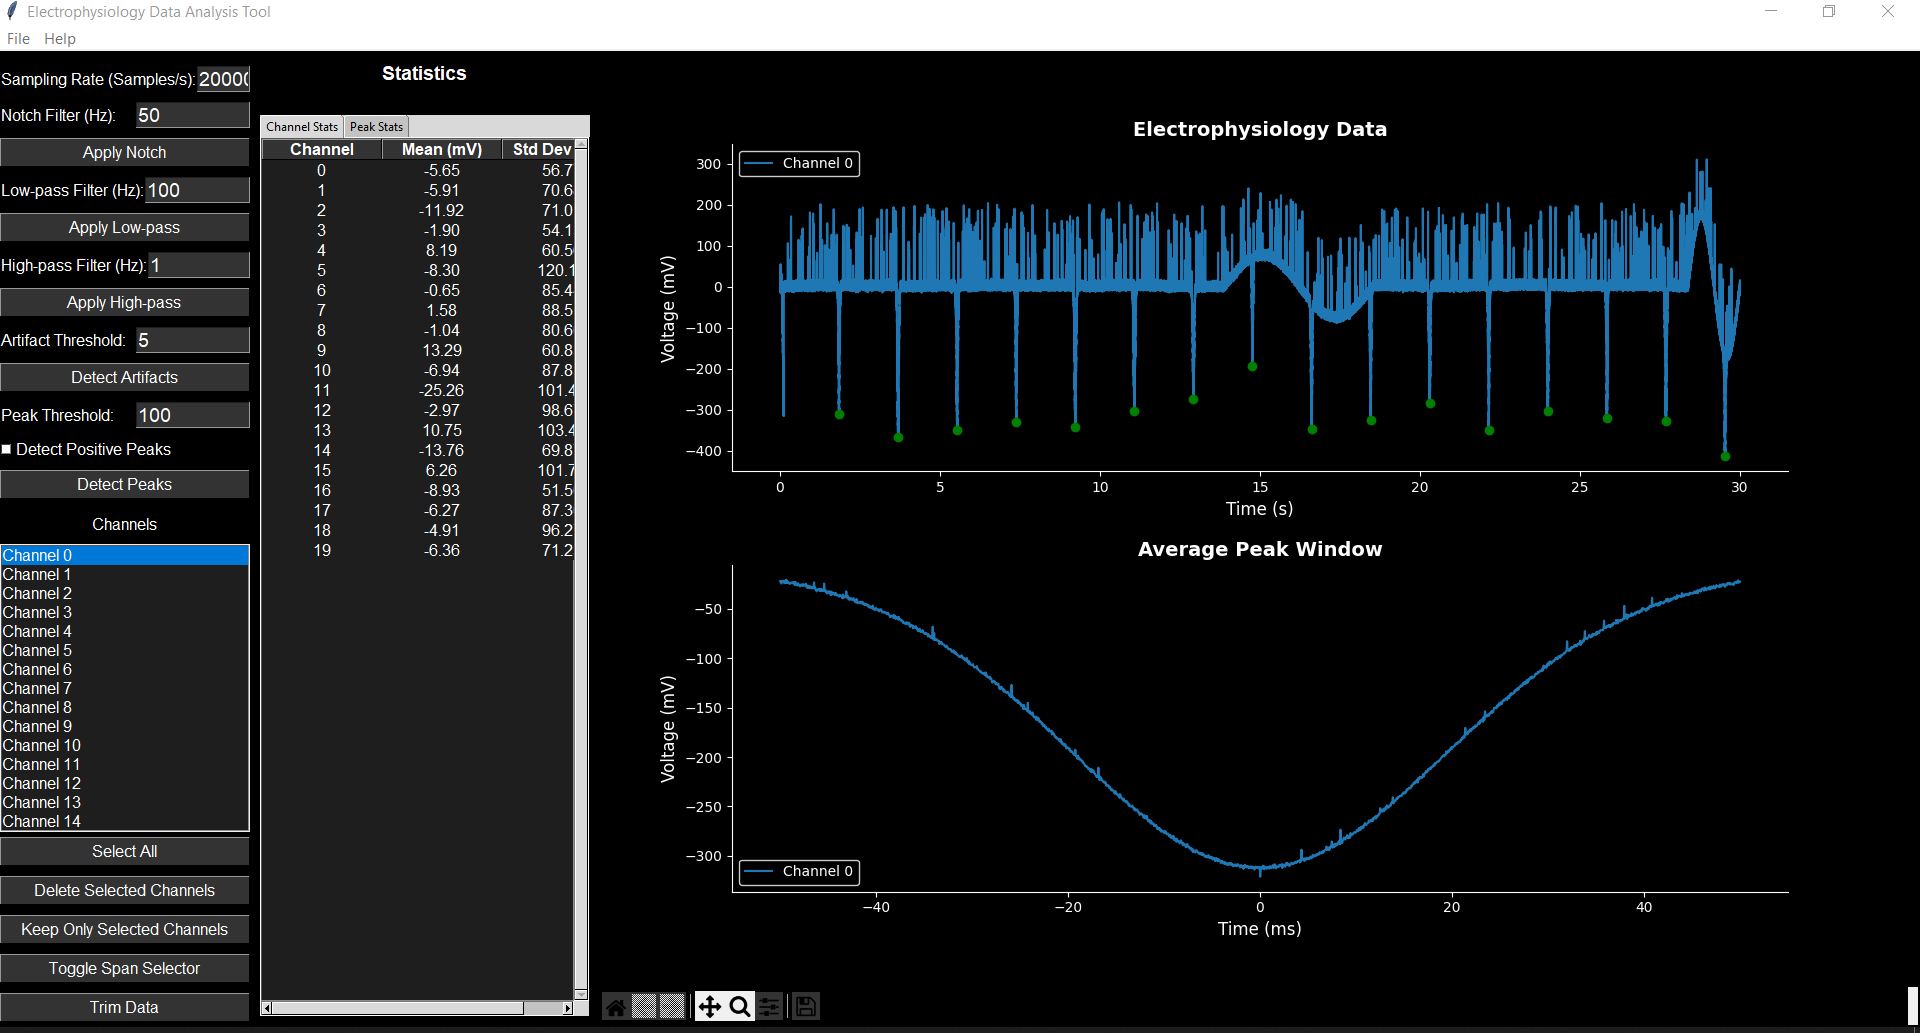 Electrophysiology Data Analysis Tool
File Help
Sampling Rate (Samples/s): 20000
Notch Filter (Hz): 50
Apply Notch
Low-pass Filter (Hz): 100
Apply Low-pass
High-pass Filter (Hz): 1
Apply High-pass
Artifact Threshold: 5
Detect Artifacts
Peak Threshold: 100
Detect Positive Peaks
Detect Peaks
Channels
Channel 0
Channel 1
Channel 2
Channel 3
Channel 4
Channel 5
Channel 6
Channel 7
Channel 8
Channel 9
Channel 10
Channel 11
Channel 12
Channel 13
Channel 14
Select All
Delete Selected Channels
Keep Only Selected Channels
Toggle Span Selector
Trim Data
Statistics
Channel Stats Peak Stats
Channel Mean (mV) Std Dev
0 -5.65 56.7
1 -5.91 70.6
2 -11.92 71.0
3 -1.90 54.1
4 8.19 60.5
5 -8.30 120.1
6 -0.65 85.4
7 1.58 88.5
8 -1.04 80.6
9 13.29 60.8
10 -6.94 87.8
11 -25.26 101.4
12 -2.97 98.6
13 10.75 103.4
14 -13.76 69.8
15 6.26 101.7
16 -8.93 51.5
17 -6.27 87.3
18 -4.91 96.2
19 -6.36 71.2
Electrophysiology Data
Channel 0
300
200
100
0
−100
−200
−300
−400
Voltage (mV)
0 5 10 15 20 25 30
Time (s)
Average Peak Window
−50
−100
−150
−200
−250
−300
Voltage (mV)
Channel 0
−40 −20 0 20 40
Time (ms)